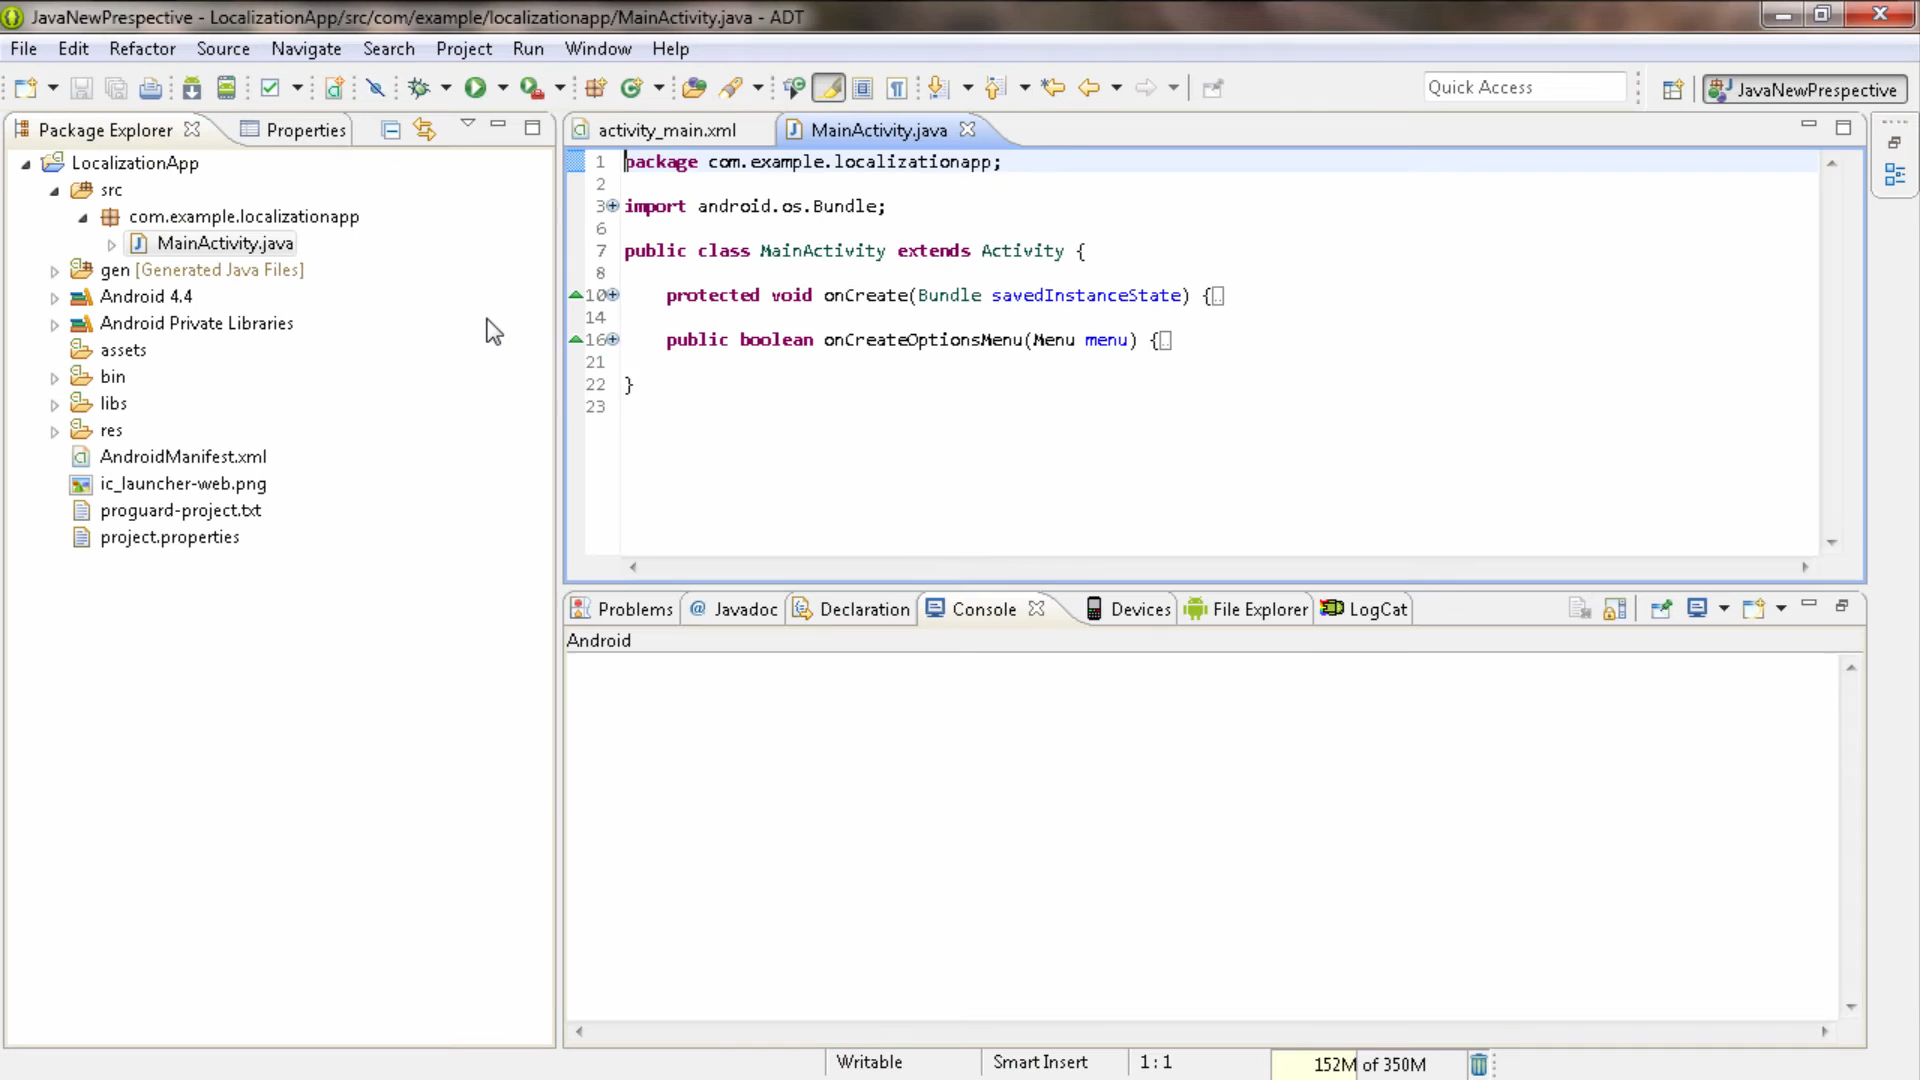 JavaNewPrespective - LocalizationApp/src/com/example/localizationapp/MainActivity.java - ADT
File Edit Refactor Source Navigate Search Project Run Window Help
Quick Access
JavaNewPrespective
Package Explorer
Properties
LocalizationApp
src
com.example.localizationapp
MainActivity.java
gen [Generated Java Files]
Android 4.4
Android Private Libraries
assets
bin
libs
res
AndroidManifest.xml
ic_launcher-web.png
proguard-project.txt
project.properties
activity_main.xml
MainActivity.java
1 package com.example.localizationapp;
2
3 import android.os.Bundle;
6
7 public class MainActivity extends Activity {
8
10 protected void onCreate(Bundle savedInstanceState) {..
14
16 public boolean onCreateOptionsMenu(Menu menu) {..
21
22 }
23
Problems @ Javadoc Declaration Console Devices File Explorer LogCat
Android
Writable Smart Insert 1 : 1 152M of 350M